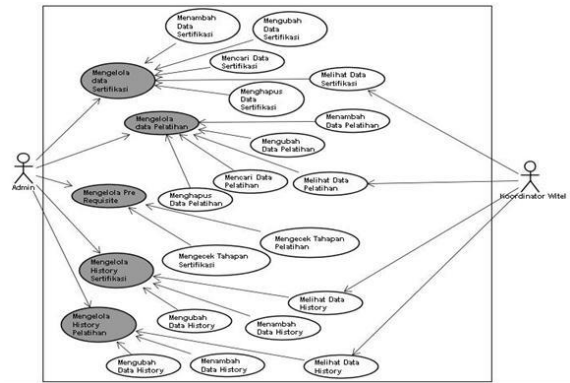 Menambah
Data
Sertifikasi
Mengubah
Data
Sertifikasi
Mencari Data
Sertifikasi
Mengelola
data
Sertifikasi
Melihat Data
Sertifikasi
Menghapus
Data
Sertifikasi
Mengelola
data Pelatihan
Menambah
Data Pelatihan
Mengubah
Data Pelatihan
Mencari Data
Pelatihan
Melihat Data
Pelatihan
Admin
Mengelola Pre
Requisite
Menghapus
Data Pelatihan
Koordinator Witel
Mengecek Tahapan
Pelatihan
Mengecek Tahapan
Sertifikasi
Mengelola
History
Sertifikasi
Melihat Data
History
Mengubah
Data History
Menambah
Data History
Mengelola
History
Pelatihan
Mengubah
Data History
Menambah
Data History
Melihat Data
History